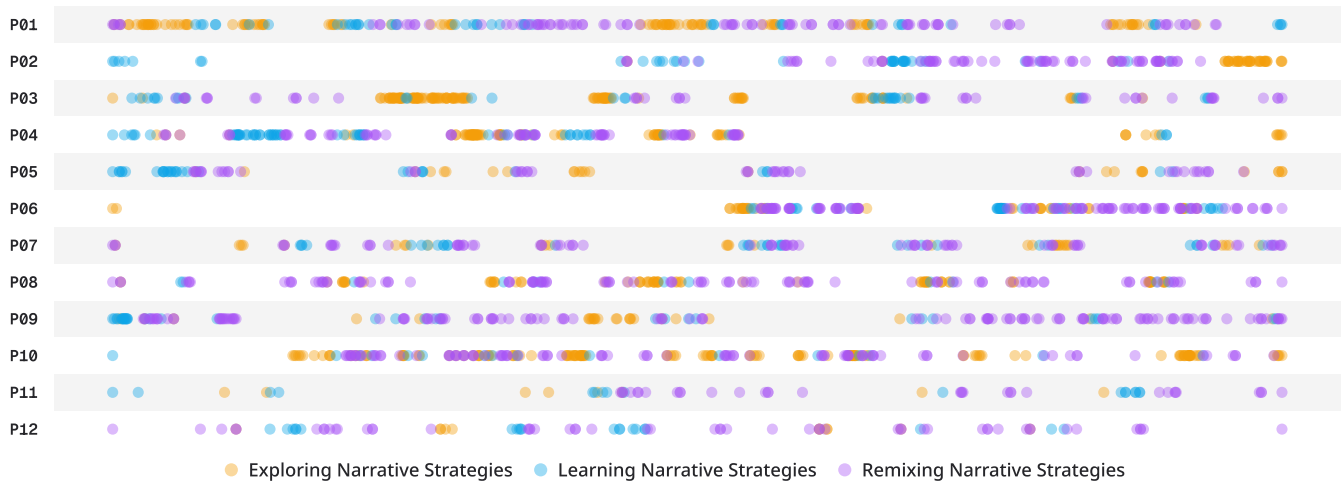 P01
P02
P03
P04
P05
P06
P07
P08
P09
P10
P11
P12
Exploring Narrative Strategies Learning Narrative Strategies Remixing Narrative Strategies